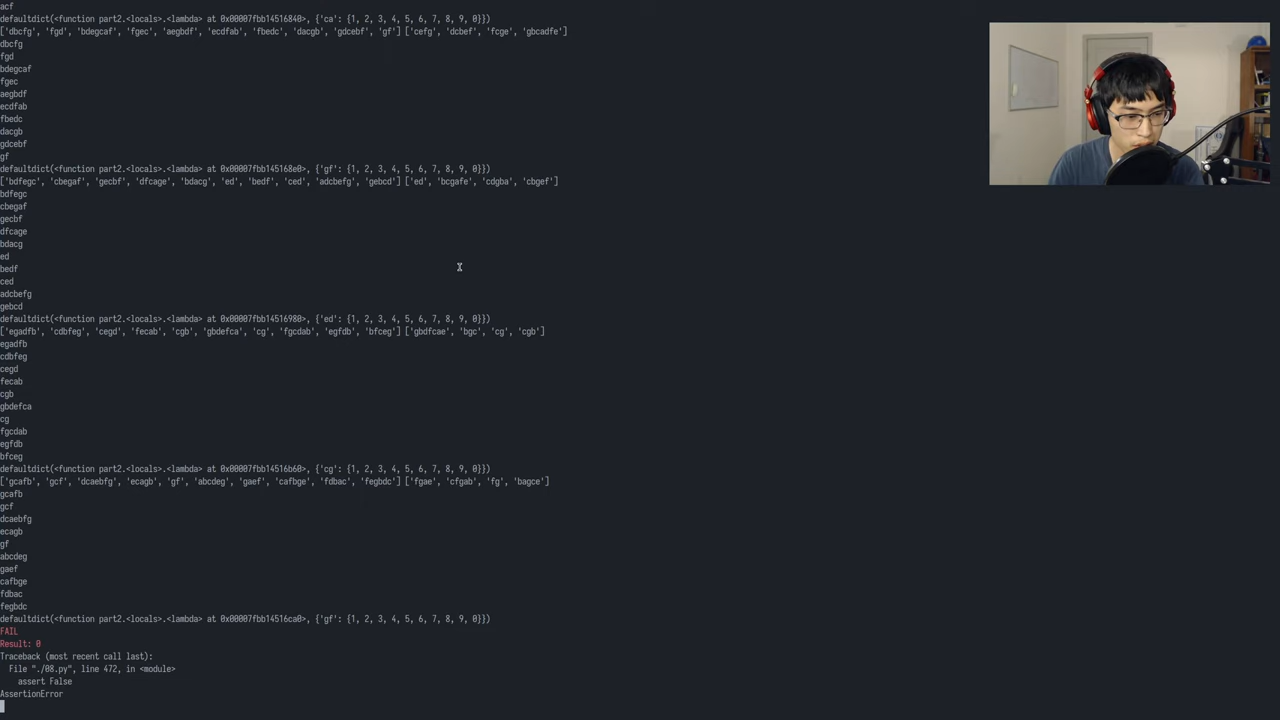 acf
defaultdict(<function part2.<locals>.<lambda> at 0x00007fbb14516840>, {'ca': {1, 2, 3, 4, 5, 6, 7, 8, 9, 0}})
['dbcfg', 'fgd', 'bdegcaf', 'fgec', 'aegbdf', 'ecdfab', 'fbedc', 'dacgb', 'gdcebf', 'gf'] ['cefg', 'dcbef', 'fcge', 'gbcadfe']
dbcfg
fgd
bdegcaf
fgec
aegbdf
ecdfab
fbedc
dacgb
gdcebf
gf
defaultdict(<function part2.<locals>.<lambda> at 0x00007fbb145168e0>, {'gf': {1, 2, 3, 4, 5, 6, 7, 8, 9, 0}})
['bdfegc', 'cbegaf', 'gecbf', 'dfcage', 'bdacg', 'ed', 'bedf', 'ced', 'adcbefg', 'gebcd'] ['ed', 'bcgafe', 'cdgba', 'cbgef']
bdfegc
cbegaf
gecbf
dfcage
bdacg
ed
bedf
ced
adcbefg
gebcd
defaultdict(<function part2.<locals>.<lambda> at 0x00007fbb14516980>, {'ed': {1, 2, 3, 4, 5, 6, 7, 8, 9, 0}})
['egadfb', 'cdbfeg', 'cegd', 'fecab', 'cgb', 'gbdefca', 'cg', 'fgcdab', 'egfdb', 'bfceg'] ['gbdfcae', 'bgc', 'cg', 'cgb']
egadfb
cdbfeg
cegd
fecab
cgb
gbdefca
cg
fgcdab
egfdb
bfceg
defaultdict(<function part2.<locals>.<lambda> at 0x00007fbb14516b60>, {'cg': {1, 2, 3, 4, 5, 6, 7, 8, 9, 0}})
['gcafb', 'gcf', 'dcaebfg', 'ecagb', 'gf', 'abcdeg', 'gaef', 'cafbge', 'fdbac', 'fegbdc'] ['fgae', 'cfgab', 'fg', 'bagce']
gcafb
gcf
dcaebfg
ecagb
gf
abcdeg
gaef
cafbge
fdbac
fegbdc
defaultdict(<function part2.<locals>.<lambda> at 0x00007fbb14516ca0>, {'gf': {1, 2, 3, 4, 5, 6, 7, 8, 9, 0}})
FAIL
Result: 0
Traceback (most recent call last):
  File "./08.py", line 472, in <module>
    assert False
AssertionError